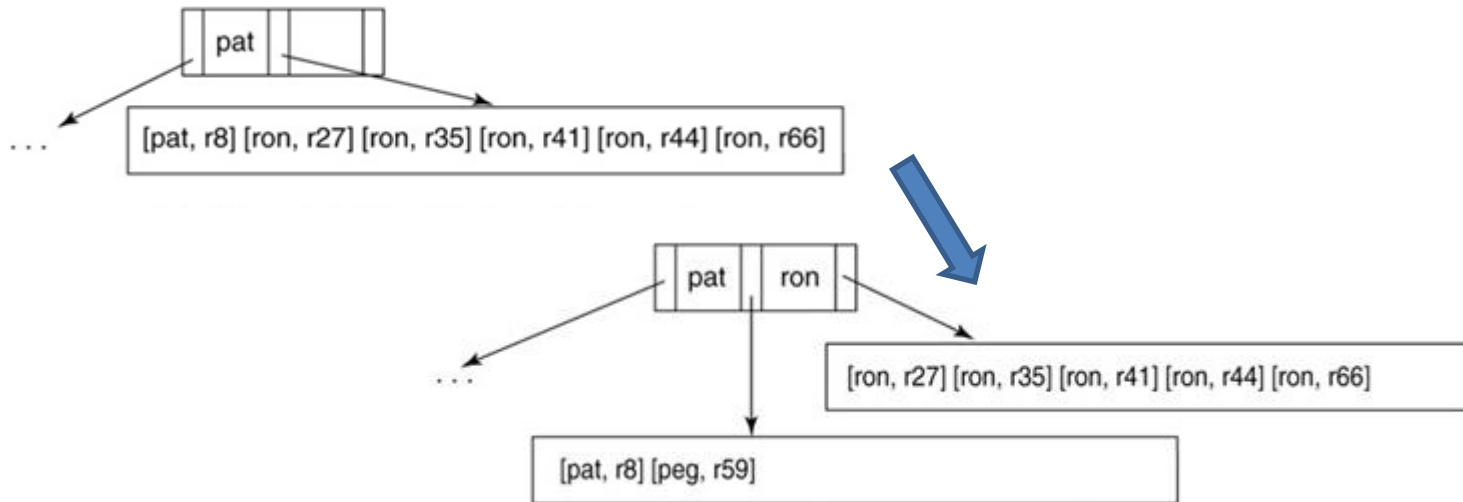 pat
. . .
[pat, r8] [ron, r27] [ron, r35] [ron, r41] [ron, r44] [ron, r66]
pat ron
. . .
[ron, r27] [ron, r35] [ron, r41] [ron, r44] [ron, r66]
[pat, r8] [peg, r59]